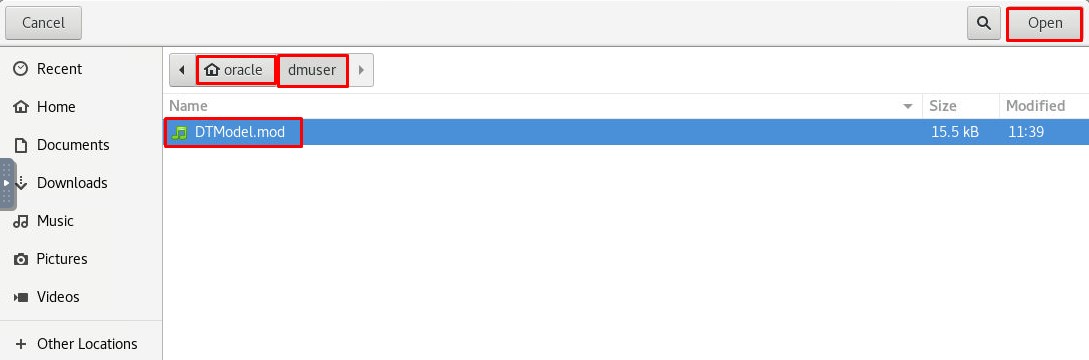 Cancel
Open
Recent
Home
Documents
Downloads
Music
Pictures
Videos
Other Locations
oracle dmuser
Name Size Modified
DTModel.mod 15.5 kB 11:39